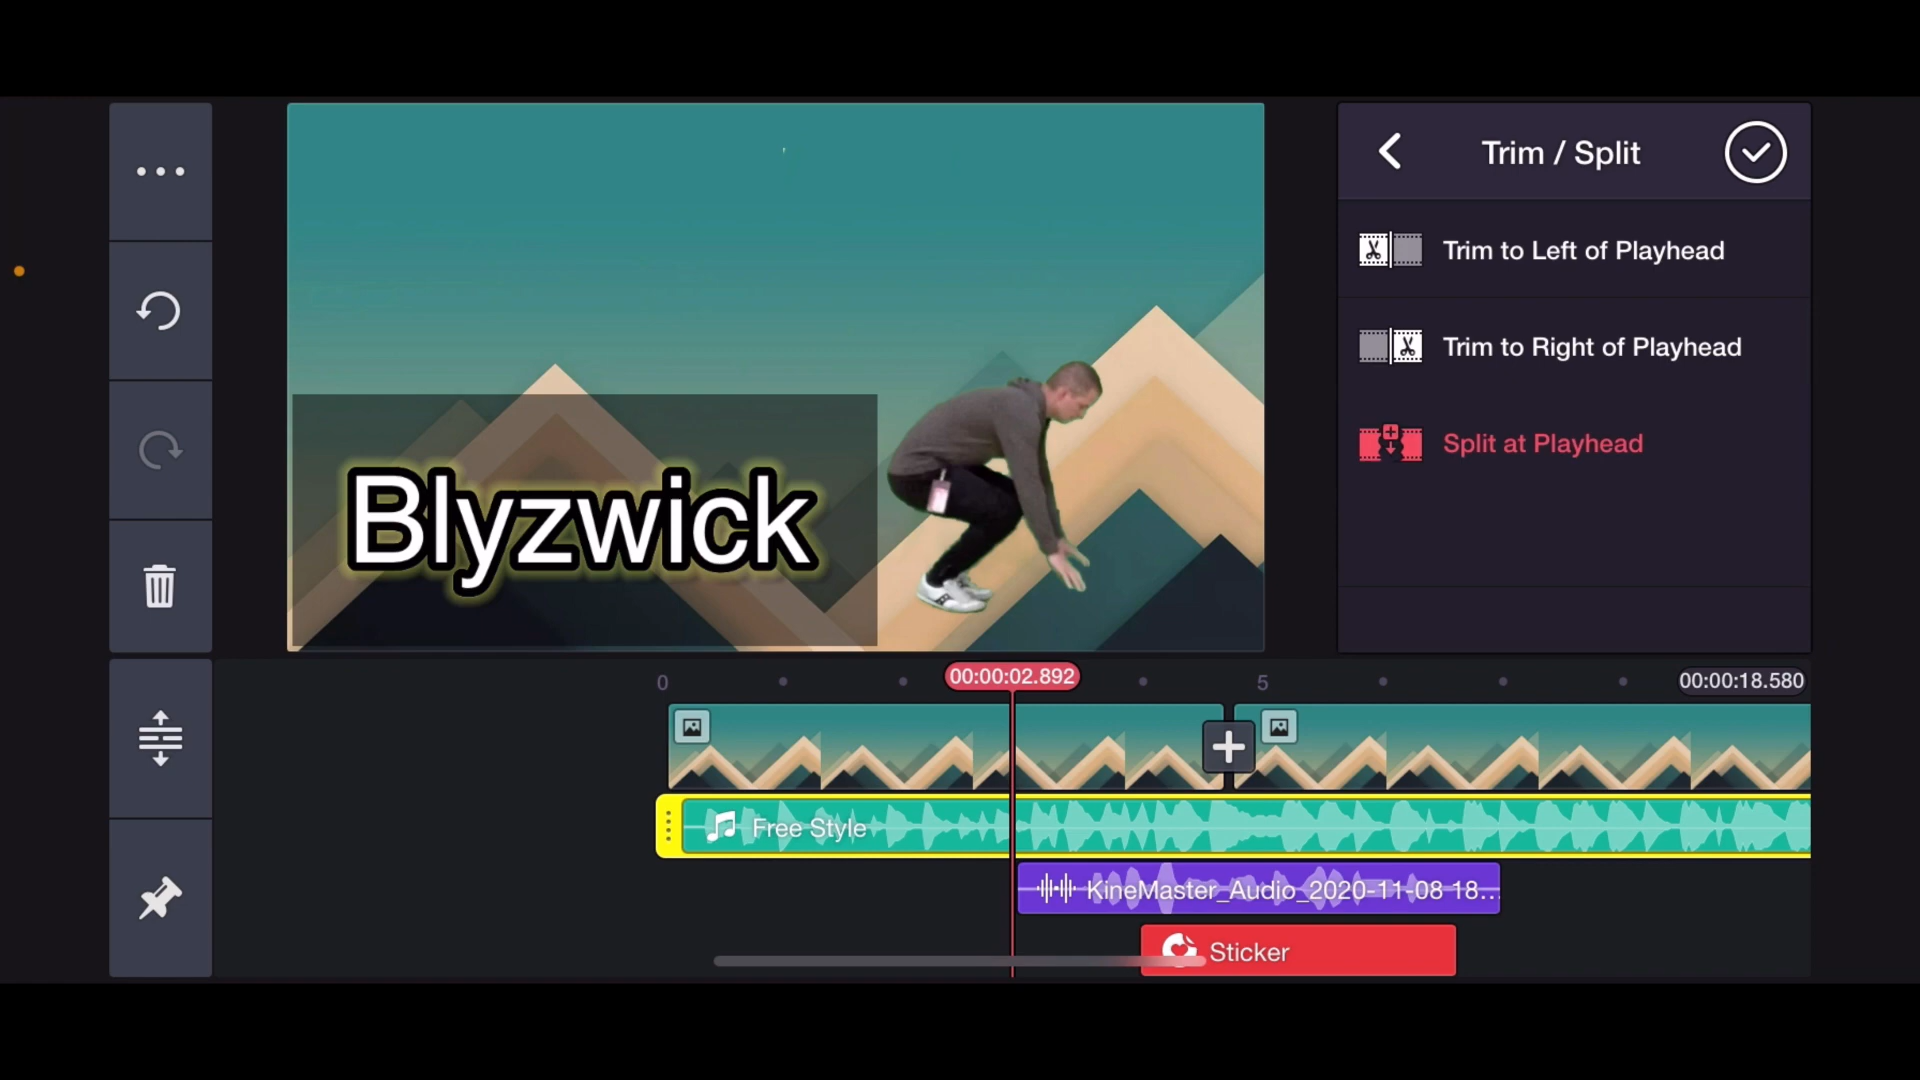 Trim / Split
Trim to Left of Playhead
Trim to Right of Playhead
Split at Playhead
Blyzwick
0
00:00:02.892
5
00:00:18.580
Free Style
KineMaster_Audio_2020-11-08 18...
Sticker